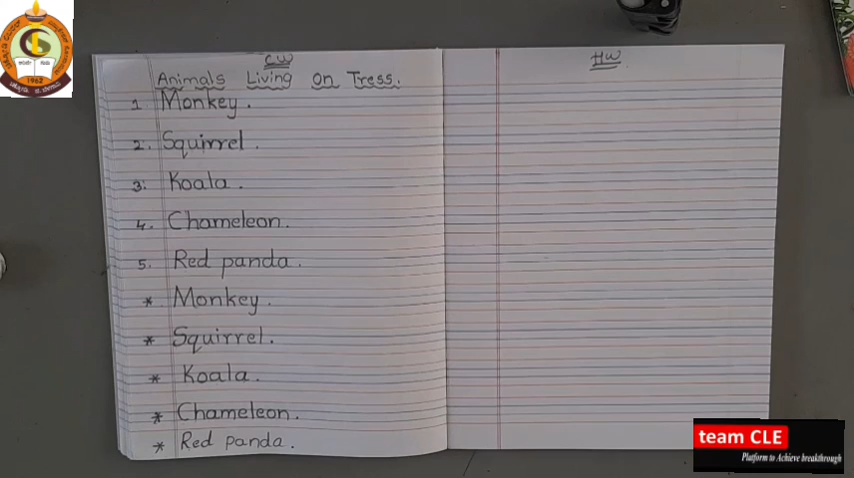 CW
Animals Living On Tress.
1. Monkey.
2. Squirrel.
3. Koala.
4. Chameleon.
5. Red panda.
* Monkey.
* Squirrel.
* Koala.
* Chameleon.
* Red panda.
HW
1962
team CLE
Platform to Achieve breakthrough